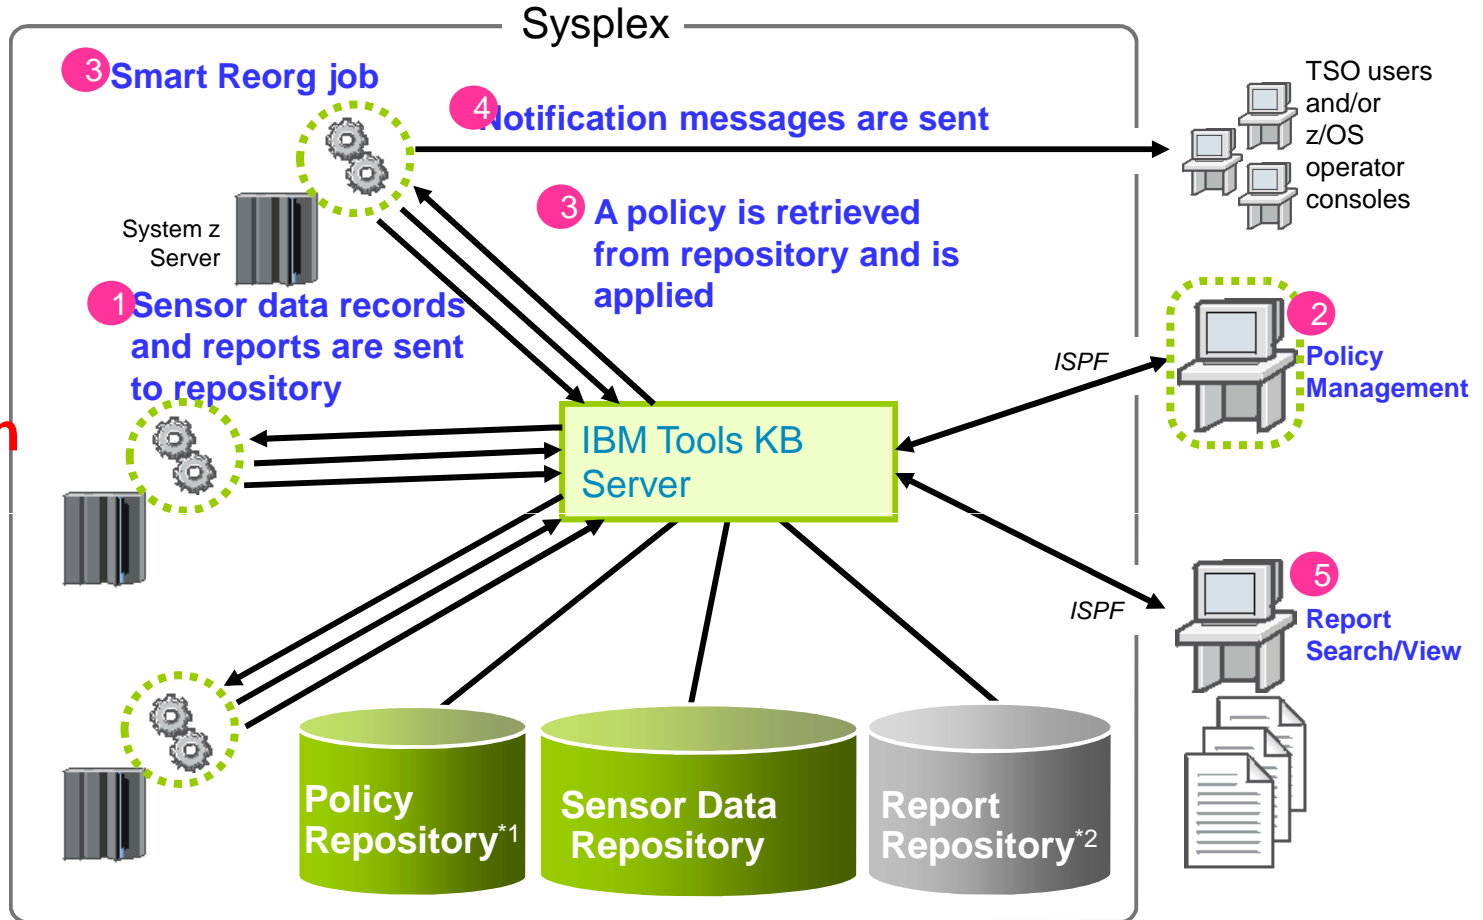 Sysplex
3 Smart Reorg job
4 Notification messages are sent
TSO users
and/or
z/OS
operator
consoles
System z
Server
3 A policy is retrieved
from repository and is
applied
1 Sensor data records
and reports are sent
to repository
2
Policy
Management
ISPF
n
IBM Tools KB
Server
5
Report
Search/View
ISPF
Policy
Repository*1
Sensor Data
Repository
Report
Repository*2